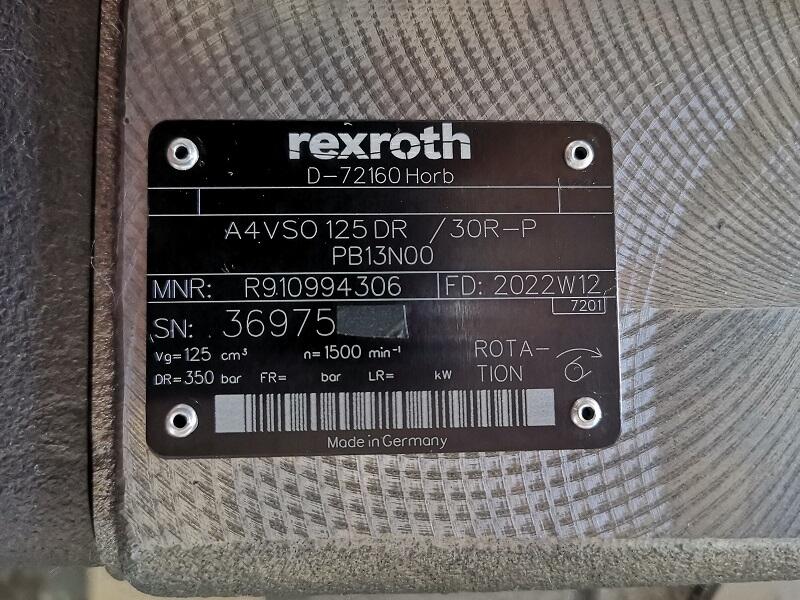 rexroth
D-72160 Horb
A4VSO 125 DR /30R-P
PB13N00
MNR: R910994306 FD: 2022W12
7201
SN: 36975
Vg=125 cm³ n=1500 min⁻¹ ROTA-
DR=350 bar FR= bar LR= kW TION
Made in Germany